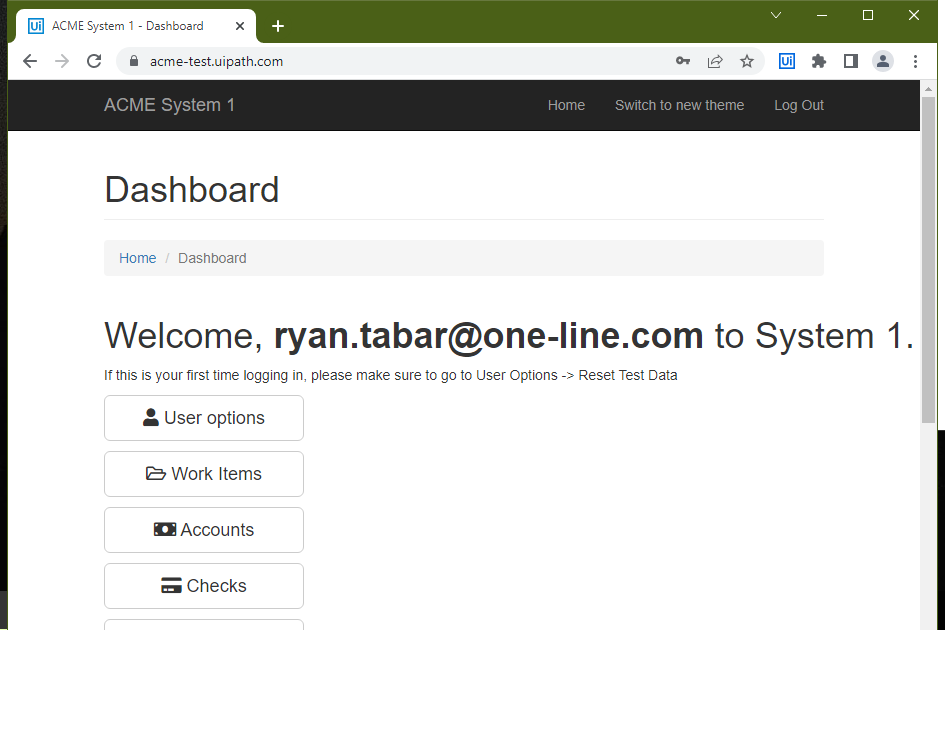 Ui ACME System 1 - Dashboard
acme-test.uipath.com
Ui
ACME System 1
Home
Switch to new theme
Log Out
Dashboard
Home / Dashboard
Welcome, ryan.tabar@one-line.com to System 1.
If this is your first time logging in, please make sure to go to User Options -> Reset Test Data
User options
Work Items
Accounts
Checks